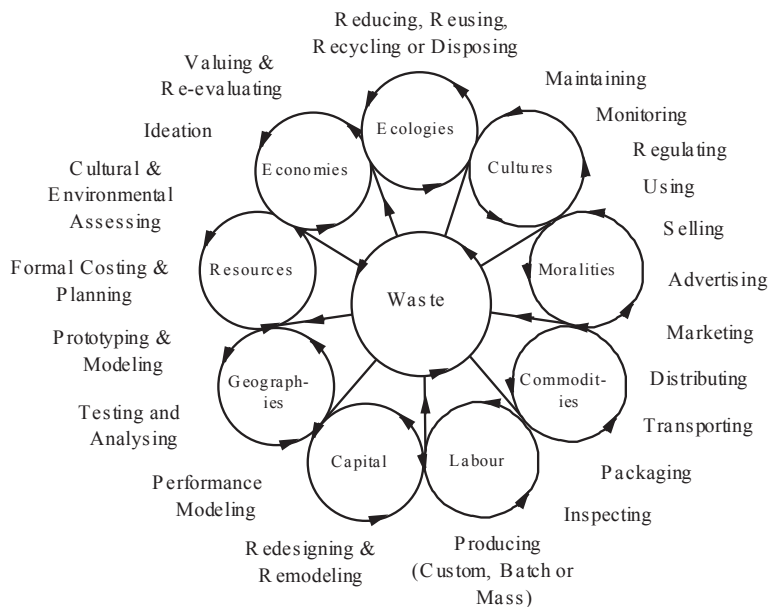 Reducing, Reusing,
Recycling or Disposing
Valuing &
Re-evaluating
Ideation
Cultural &
Environmental
Assessing
Formal Costing &
Planning
Prototyping &
Modeling
Testing and
Analysing
Performance
Modeling
Redesigning &
Remodeling
Producing
(Custom, Batch or
Mass)
Maintaining
Monitoring
Regulating
Using
Selling
Advertising
Marketing
Distributing
Transporting
Packaging
Inspecting
Ecologies
Economies
Cultures
Resources
Moralities
Waste
Geograph-
ies
Commodit-
ies
Capital
Labour